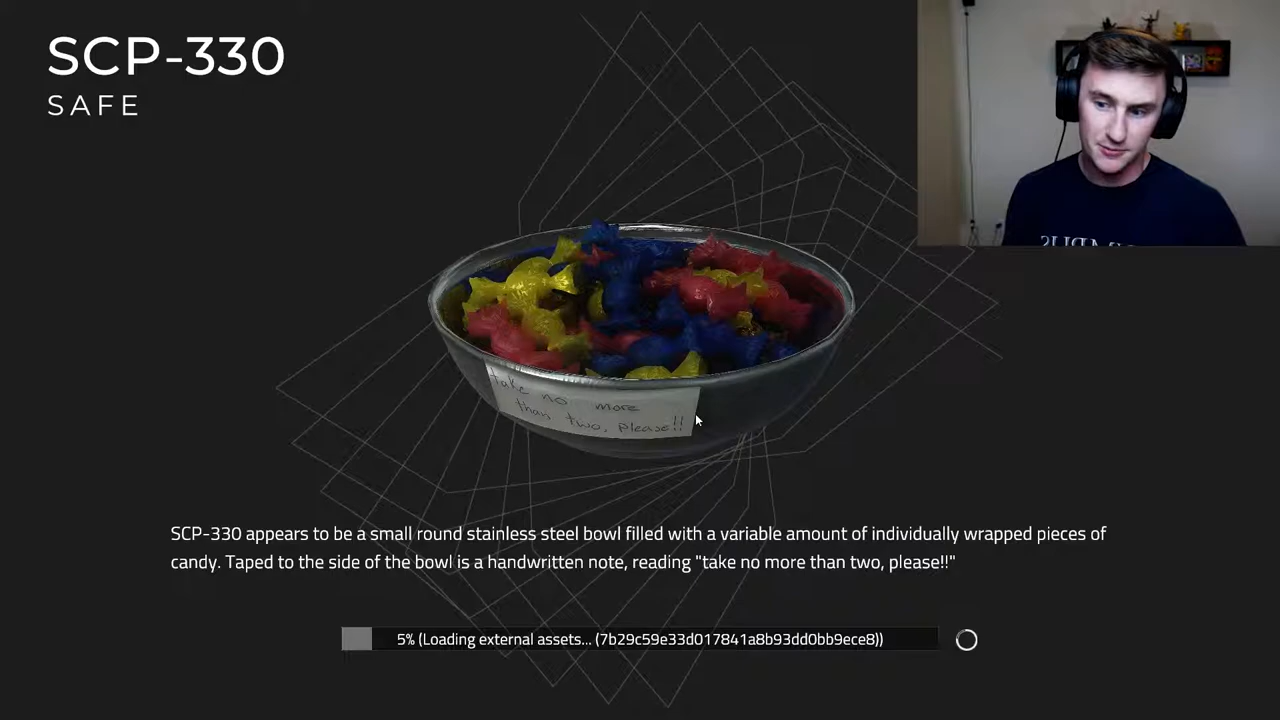 SCP-330
SAFE
take no more
than two, please!!
SCP-330 appears to be a small round stainless steel bowl filled with a variable amount of individually wrapped pieces of
candy. Taped to the side of the bowl is a handwritten note, reading "take no more than two, please!!"
5% (Loading external assets... (7b29c59e33d017841a8b93dd0bb9ece8))